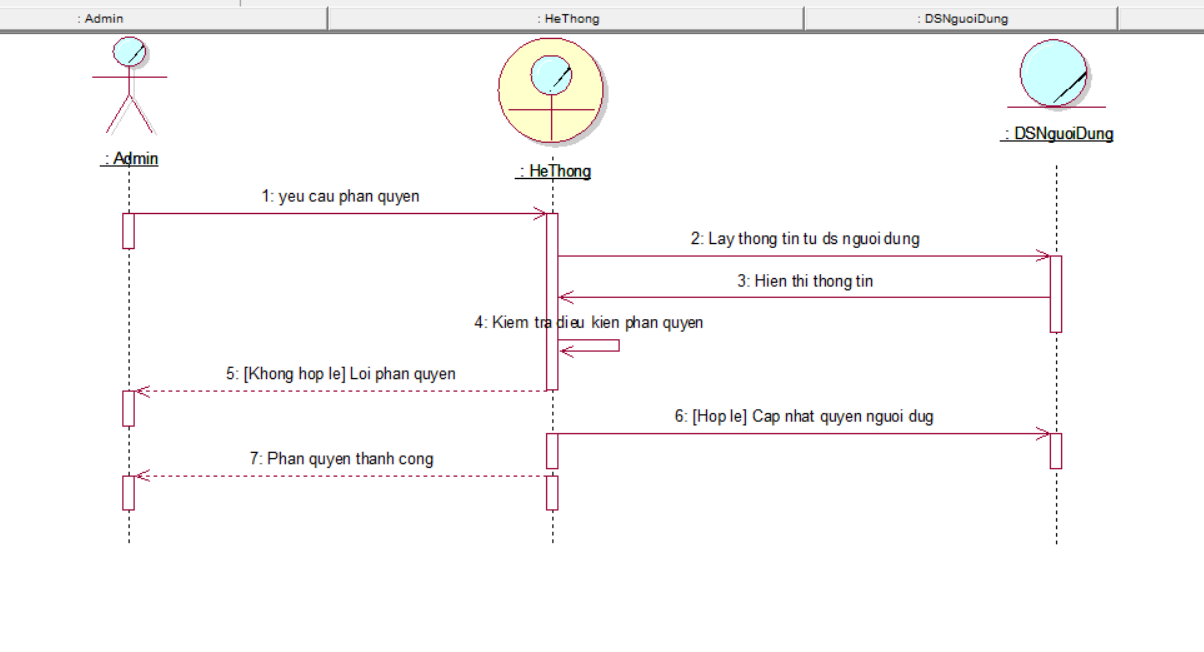 : Admin
: HeThong
: DSNguoiDung
: Admin
: HeThong
: DSNguoiDung
1: yeu cau phan quyen
2: Lay thong tin tu ds nguoi dung
3: Hien thi thong tin
4: Kiem tra dieu kien phan quyen
5: [Khong hop le] Loi phan quyen
6: [Hop le] Cap nhat quyen nguoi dug
7: Phan quyen thanh cong